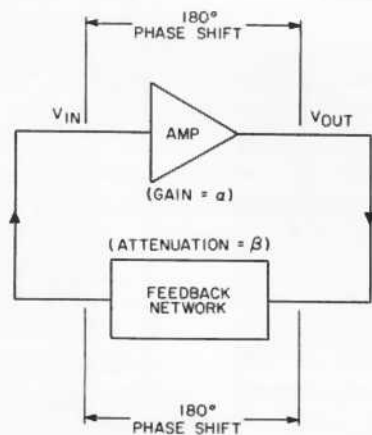 180°
PHASE SHIFT
VIN
VOUT
AMP
(GAIN = α)
(ATTENUATION = β)
FEEDBACK
NETWORK
180°
PHASE SHIFT